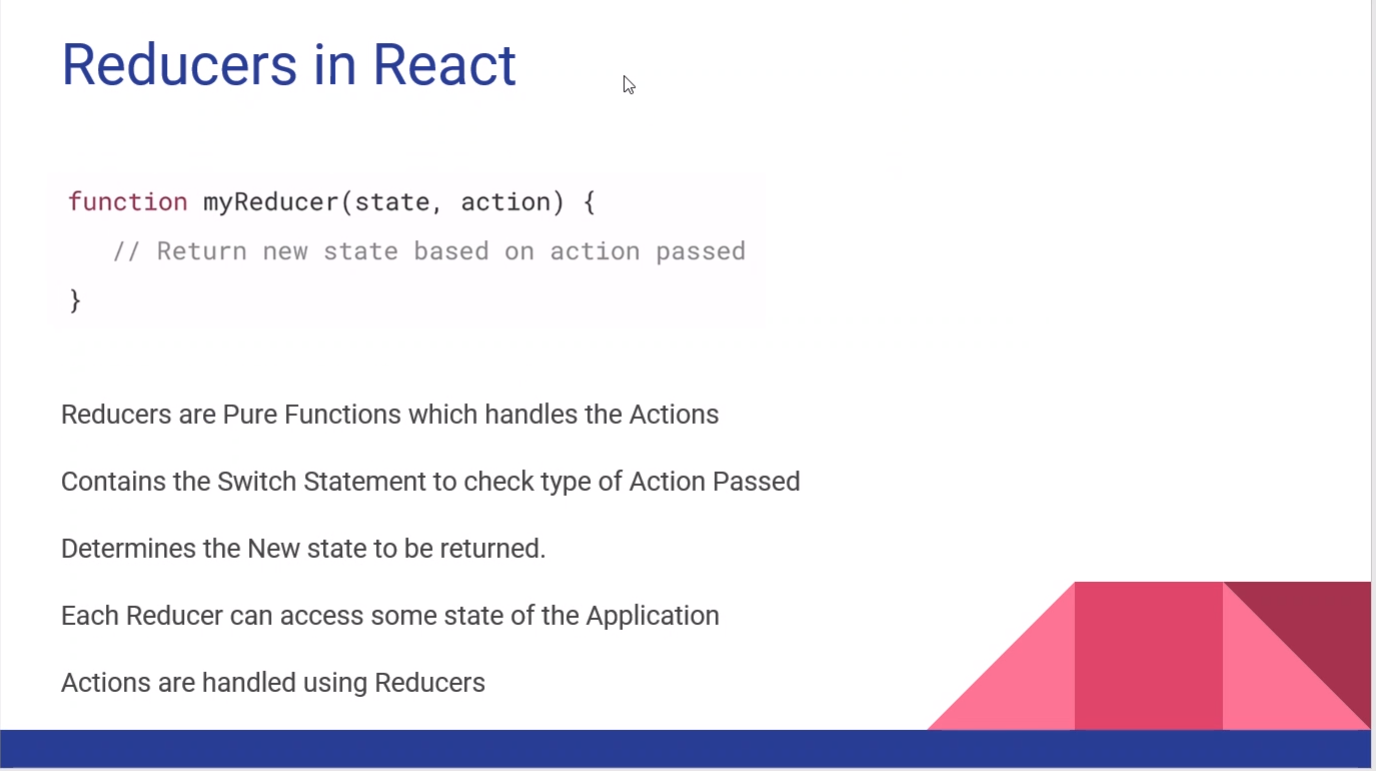 Reducers in React
function myReducer(state, action) {
// Return new state based on action passed
}
Reducers are Pure Functions which handles the Actions
Contains the Switch Statement to check type of Action Passed
Determines the New state to be returned.
Each Reducer can access some state of the Application
Actions are handled using Reducers